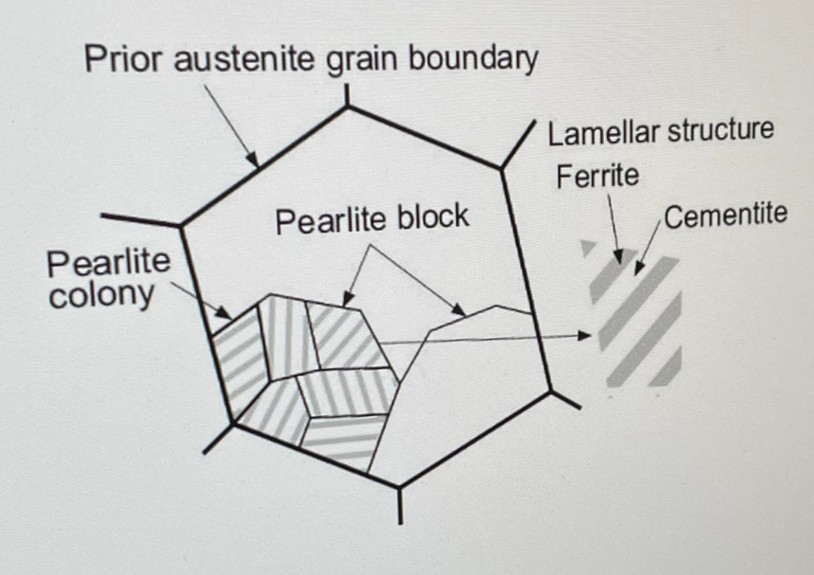 Prior austenite grain boundary
Lamellar structure
Ferrite
Cementite
Pearlite block
Pearlite
colony